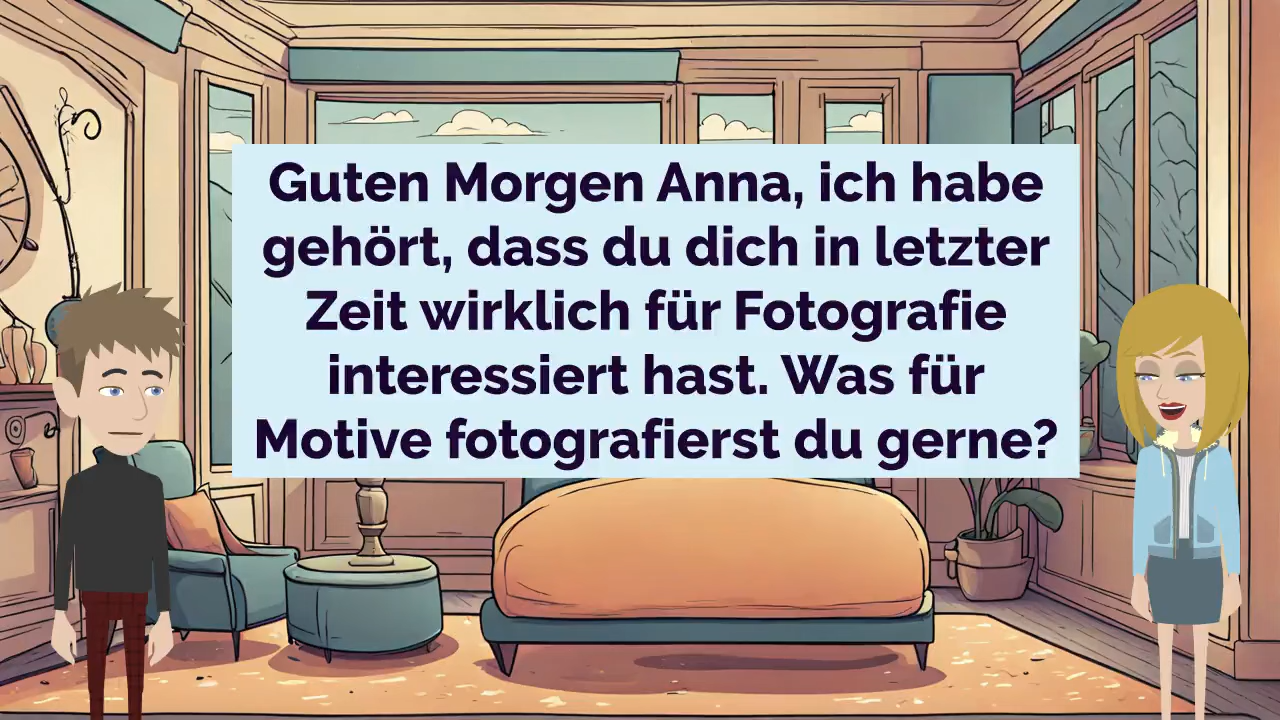 Guten Morgen Anna, ich habe
gehört, dass du dich in letzter
Zeit wirklich für Fotografie
interessiert hast. Was für
Motive fotografierst du gerne?